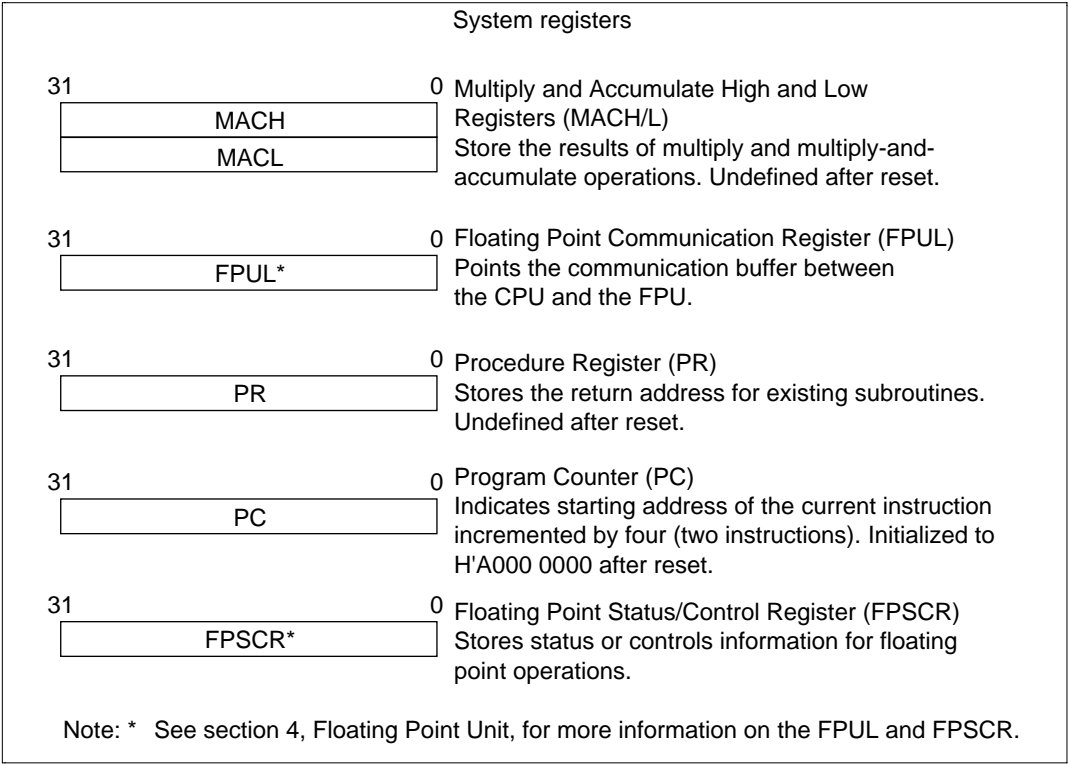 System registers
31 0 Multiply and Accumulate High and Low
MACH Registers (MACH/L)
MACL Store the results of multiply and multiply-and-
accumulate operations. Undefined after reset.
31 0 Floating Point Communication Register (FPUL)
FPUL* Points the communication buffer between
the CPU and the FPU.
31 0 Procedure Register (PR)
PR Stores the return address for existing subroutines.
Undefined after reset.
31 0 Program Counter (PC)
PC Indicates starting address of the current instruction
incremented by four (two instructions). Initialized to
H'A000 0000 after reset.
31 0 Floating Point Status/Control Register (FPSCR)
FPSCR* Stores status or controls information for floating
point operations.
Note: * See section 4, Floating Point Unit, for more information on the FPUL and FPSCR.